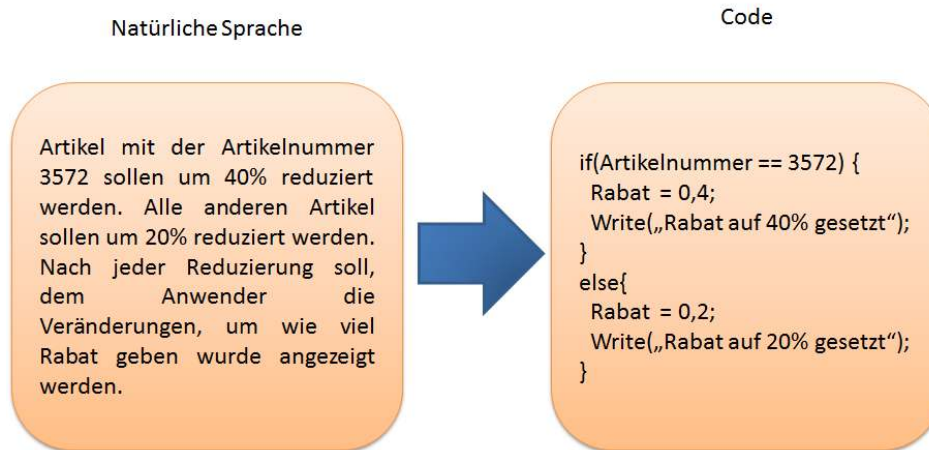 Natürliche Sprache
Code
Artikel mit der Artikelnummer
3572 sollen um 40% reduziert
werden. Alle anderen Artikel
sollen um 20% reduziert werden.
Nach jeder Reduzierung soll,
dem Anwender die
Veränderungen, um wie viel
Rabat geben wurde angezeigt
werden.
if(Artikelnummer == 3572) {
Rabat = 0,4;
Write(„Rabat auf 40% gesetzt“);
}
else{
Rabat = 0,2;
Write(„Rabat auf 20% gesetzt“);
}